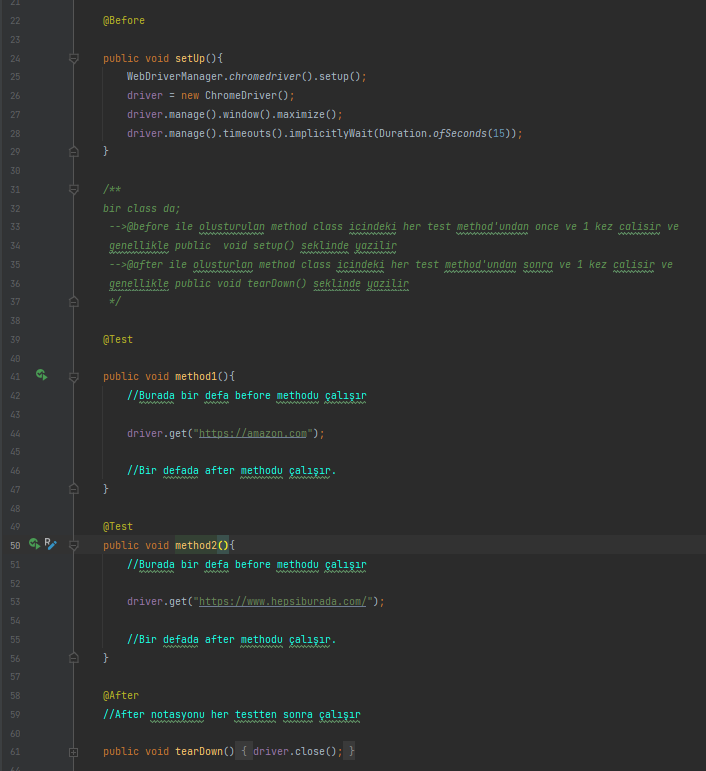 21
22 @Before
23
24 public void setUp(){
25 WebDriverManager.chromedriver().setup();
26 driver = new ChromeDriver();
27 driver.manage().window().maximize();
28 driver.manage().timeouts().implicitlyWait(Duration.ofSeconds(15));
29 }
30
31 /**
32 bir class da;
33 -->@before ile olusturulan method class icindeki her test method'undan once ve 1 kez calisir ve
34 genellikle public  void setup() seklinde yazilir
35 -->@after ile olusturlan method class icindeki her test method'undan sonra ve 1 kez calisir ve
36 genellikle public void tearDown() seklinde yazilir
37 */
38
39 @Test
40
41 public void method1(){
42 //Burada bir defa before methodu çalışır
43
44 driver.get("https://amazon.com");
45
46 //Bir defada after methodu çalışır.
47 }
48
49 @Test
50 public void method2(){
51 //Burada bir defa before methodu çalışır
52
53 driver.get("https://www.hepsiburada.com/");
54
55 //Bir defada after methodu çalışır.
56 }
57
58 @After
59 //After notasyonu her testten sonra çalışır
60
61 public void tearDown() { driver.close(); }